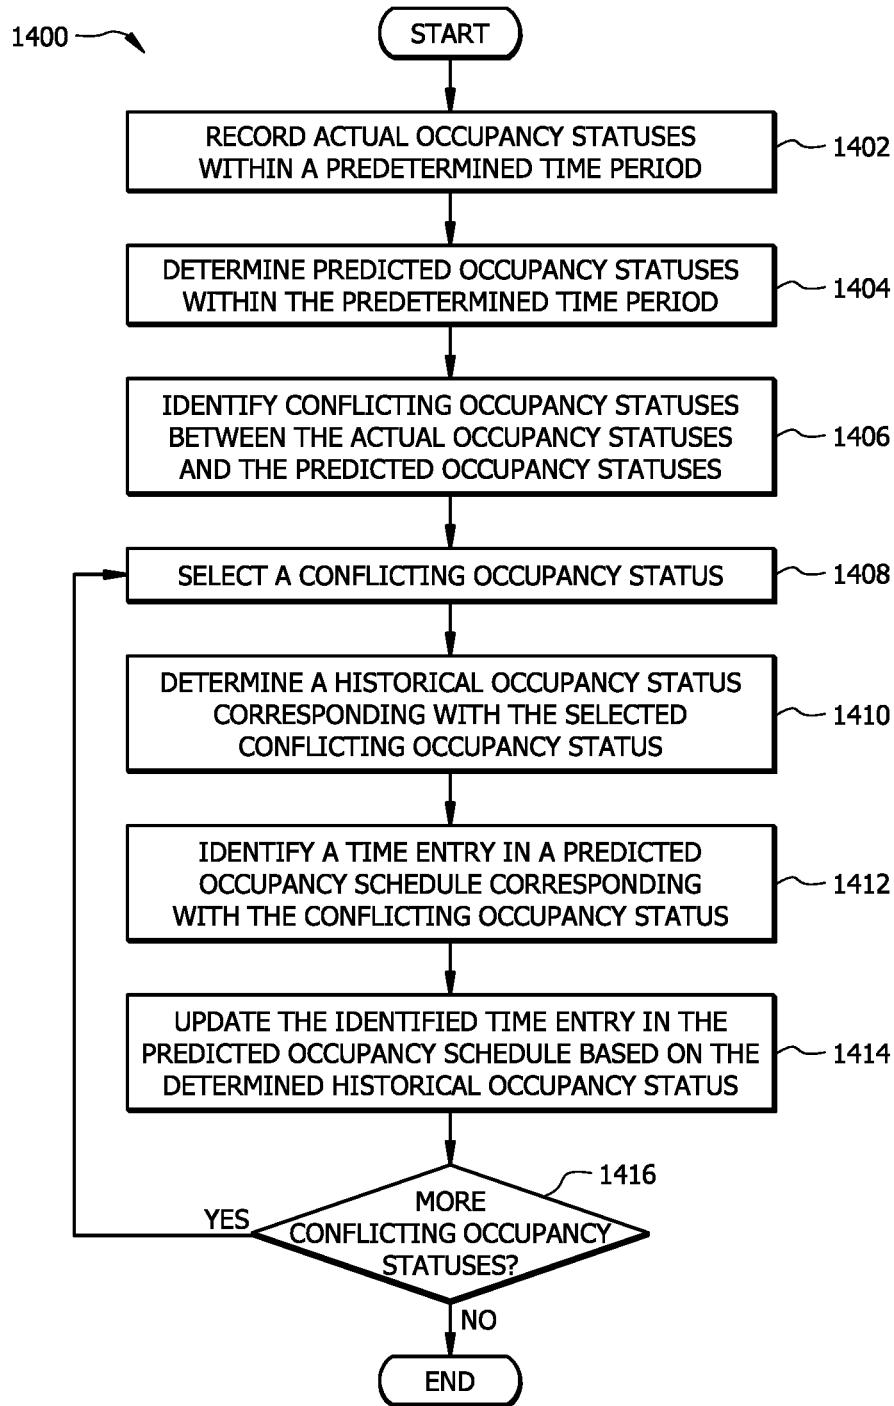 1400
START
RECORD ACTUAL OCCUPANCY STATUSES
WITHIN A PREDETERMINED TIME PERIOD
1402
DETERMINE PREDICTED OCCUPANCY STATUSES
WITHIN THE PREDETERMINED TIME PERIOD
1404
IDENTIFY CONFLICTING OCCUPANCY STATUSES
BETWEEN THE ACTUAL OCCUPANCY STATUSES
AND THE PREDICTED OCCUPANCY STATUSES
1406
SELECT A CONFLICTING OCCUPANCY STATUS
1408
DETERMINE A HISTORICAL OCCUPANCY STATUS
CORRESPONDING WITH THE SELECTED
CONFLICTING OCCUPANCY STATUS
1410
IDENTIFY A TIME ENTRY IN A PREDICTED
OCCUPANCY SCHEDULE CORRESPONDING
WITH THE CONFLICTING OCCUPANCY STATUS
1412
UPDATE THE IDENTIFIED TIME ENTRY IN THE
PREDICTED OCCUPANCY SCHEDULE BASED ON THE
DETERMINED HISTORICAL OCCUPANCY STATUS
1414
1416
YES
MORE
CONFLICTING OCCUPANCY
STATUSES?
NO
END